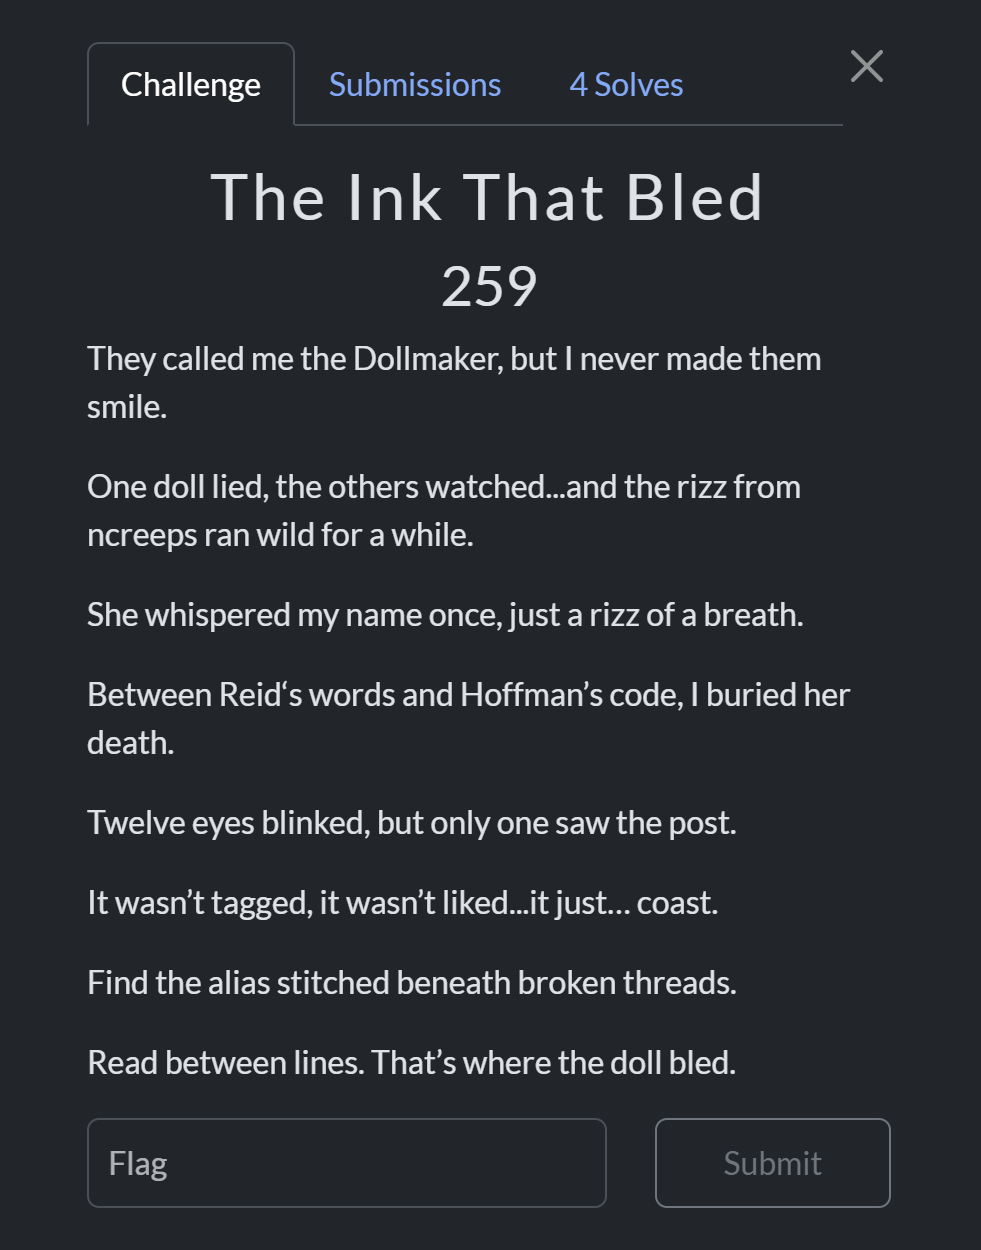 Challenge
Submissions
4 Solves
The Ink That Bled
259
They called me the Dollmaker, but I never made them
smile.
One doll lied, the others watched...and the rizz from
ncreeps ran wild for a while.
She whispered my name once, just a rizz of a breath.
Between Reid‘s words and Hoffman’s code, I buried her
death.
Twelve eyes blinked, but only one saw the post.
It wasn’t tagged, it wasn’t liked...it just… coast.
Find the alias stitched beneath broken threads.
Read between lines. That’s where the doll bled.
Flag
Submit